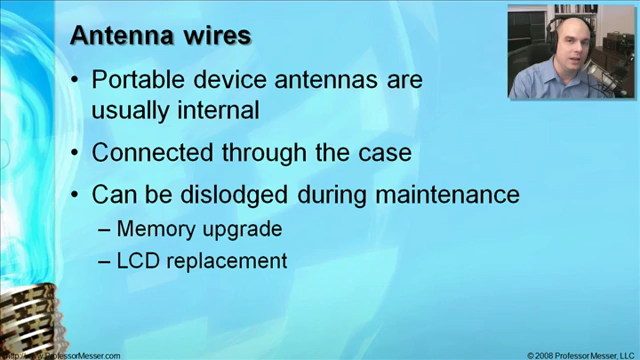 Antenna wires
• Portable device antennas are
usually internal
• Connected through the case
• Can be dislodged during maintenance
– Memory upgrade
– LCD replacement
http://www.ProfessorMesser.com
© 2008 Professor Messer, LLC